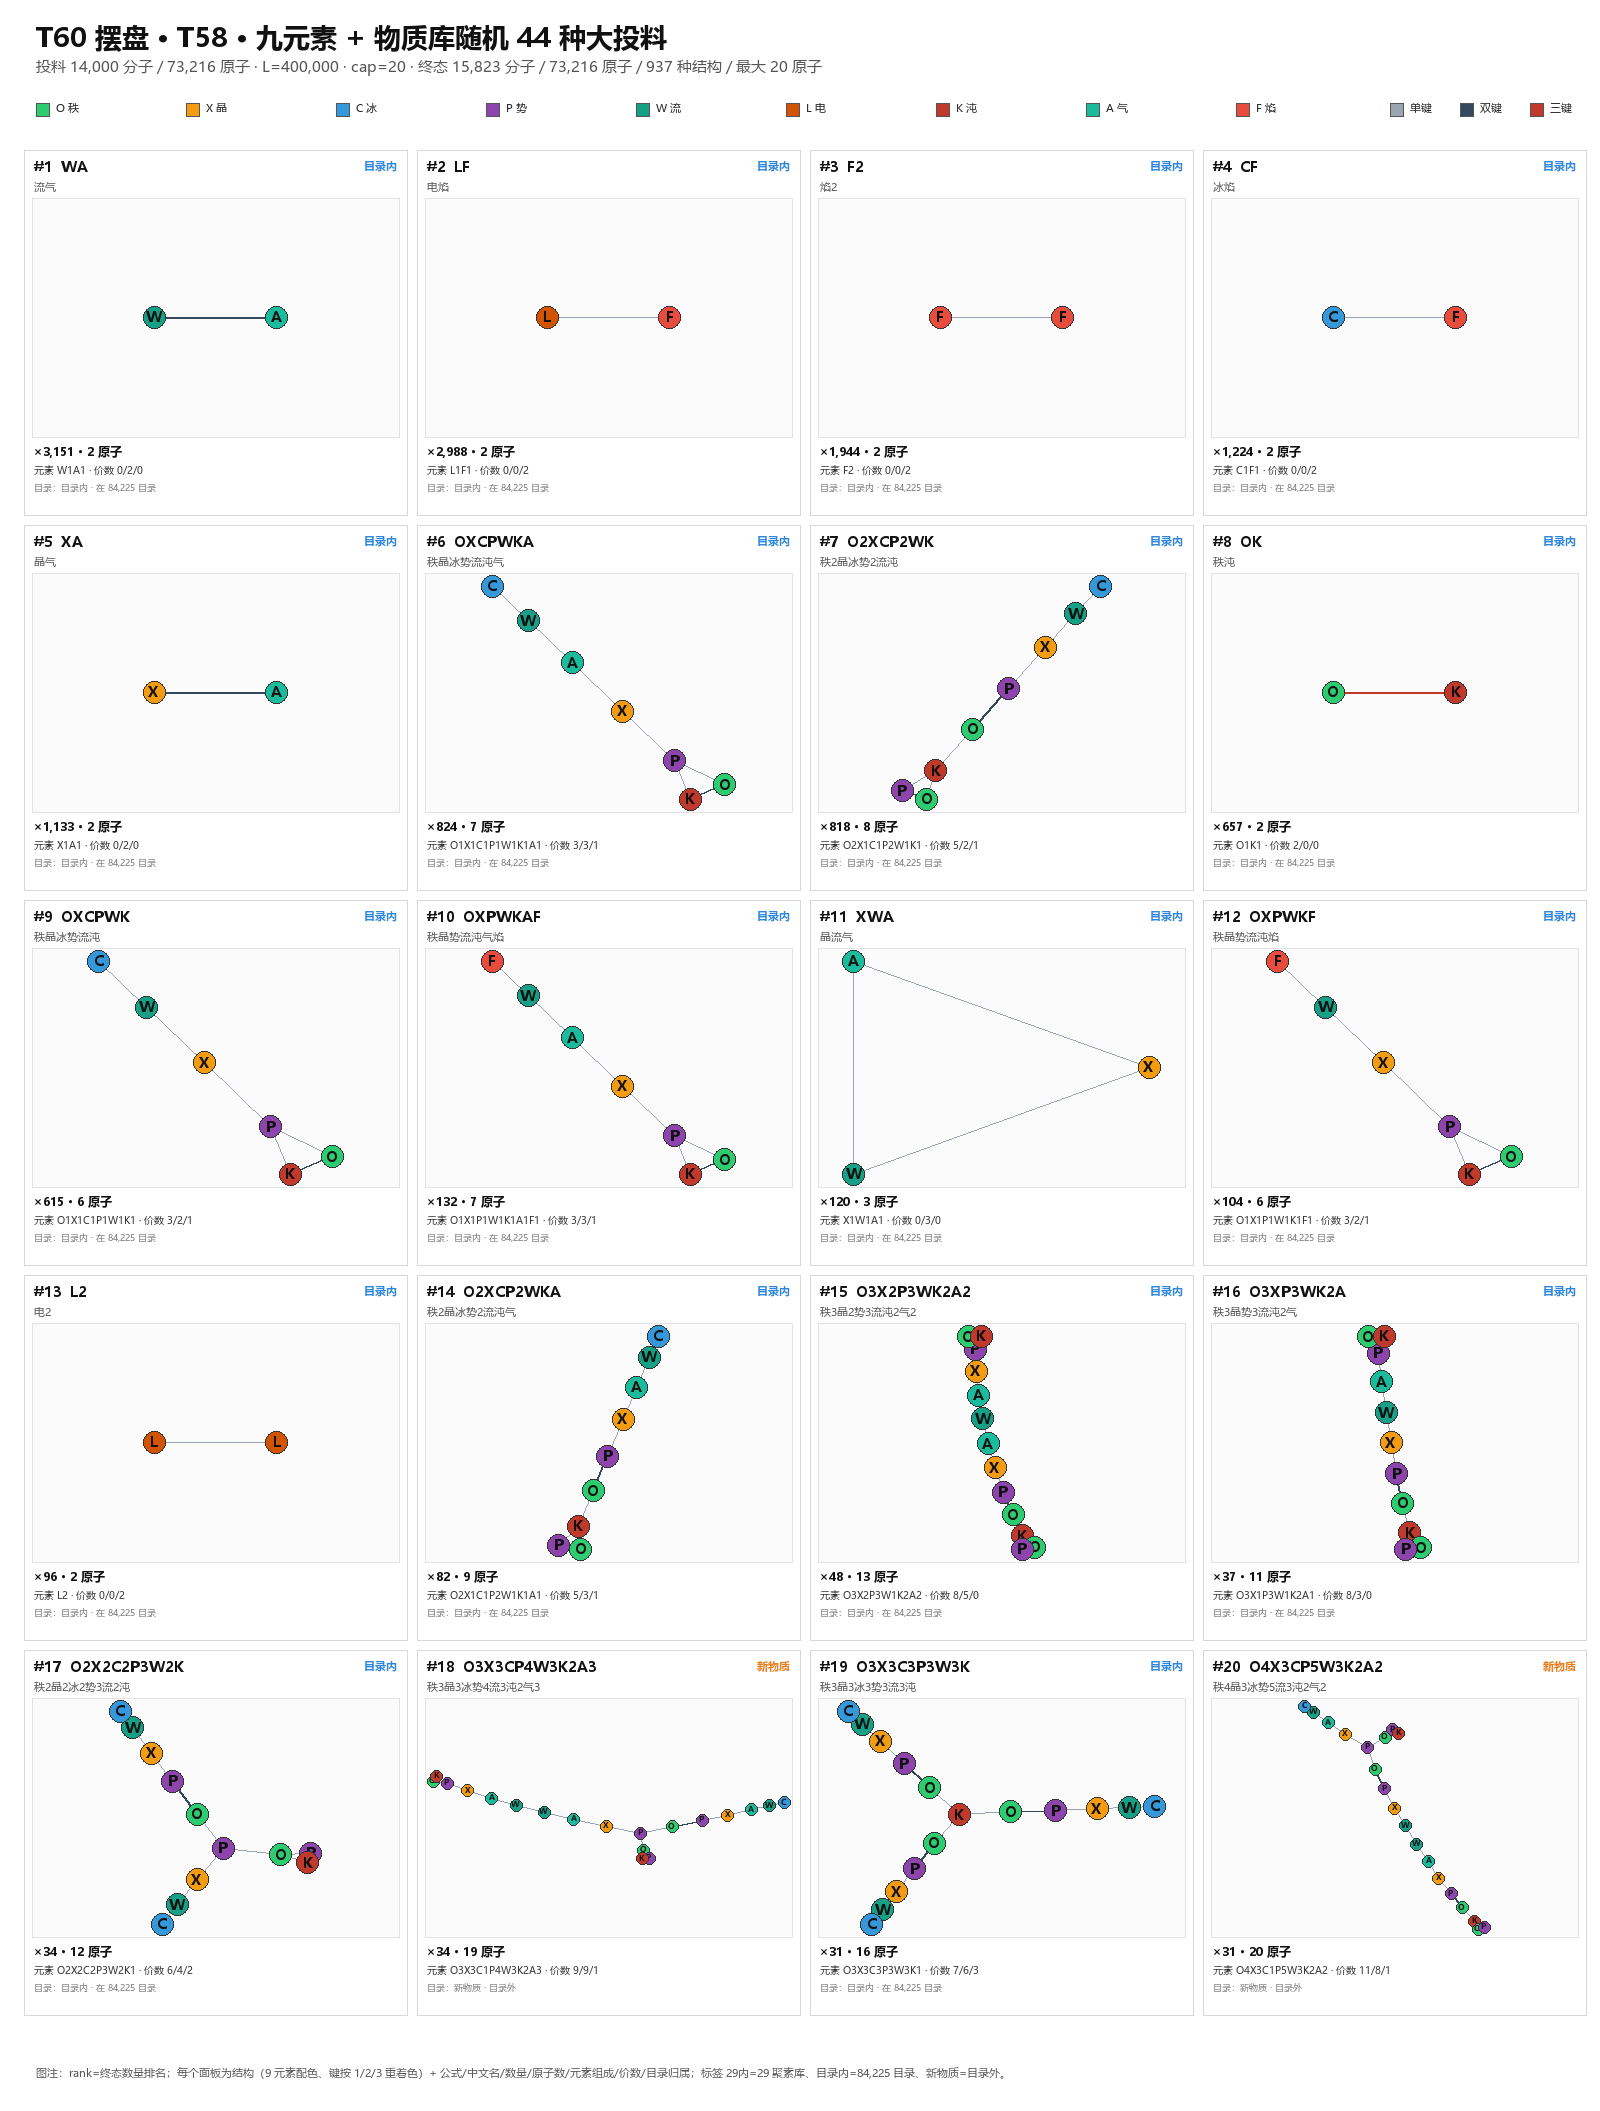 T60 摆盘 • T58 • 九元素 + 物质库随机 44 种大投料
投料 14,000 分子 / 73,216 原子 · L=400,000 · cap=20 · 终态 15,823 分子 / 73,216 原子 / 937 种结构 / 最大 20 原子
O 秩 X 晶 C 冰 P 势 W 流 L 电 K 沌 A 气 F 焰 单键 双键 三键
#1 WA 目录内
流气
W A
×3,151 • 2 原子
元素 W1A1 · 价数 0/2/0
目录：目录内 · 在 84,225 目录
#2 LF 目录内
电焰
L F
×2,988 • 2 原子
元素 L1F1 · 价数 0/0/2
目录：目录内 · 在 84,225 目录
#3 F2 目录内
焰2
F F
×1,944 • 2 原子
元素 F2 · 价数 0/0/2
目录：目录内 · 在 84,225 目录
#4 CF 目录内
冰焰
C F
×1,224 • 2 原子
元素 C1F1 · 价数 0/0/2
目录：目录内 · 在 84,225 目录
#5 XA 目录内
晶气
X A
×1,133 • 2 原子
元素 X1A1 · 价数 0/2/0
目录：目录内 · 在 84,225 目录
#6 OXCPWKA 目录内
秩晶冰势流沌气
C
W
A
X
P
O
K
×824 • 7 原子
元素 O1X1C1P1W1K1A1 · 价数 3/3/1
目录：目录内 · 在 84,225 目录
#7 O2XCP2WK 目录内
秩2晶冰势2流沌
C
W
X
P
O
K
P
O
×818 • 8 原子
元素 O2X1C1P2W1K1 · 价数 5/2/1
目录：目录内 · 在 84,225 目录
#8 OK 目录内
秩沌
O K
×657 • 2 原子
元素 O1K1 · 价数 2/0/0
目录：目录内 · 在 84,225 目录
#9 OXCPWK 目录内
秩晶冰势流沌
C
W
X
P
O
K
×615 • 6 原子
元素 O1X1C1P1W1K1 · 价数 3/2/1
目录：目录内 · 在 84,225 目录
#10 OXPWKAF 目录内
秩晶势流沌气焰
F
W
A
X
P
O
K
×132 • 7 原子
元素 O1X1P1W1K1A1F1 · 价数 3/3/1
目录：目录内 · 在 84,225 目录
#11 XWA 目录内
晶流气
A
X
W
×120 • 3 原子
元素 X1W1A1 · 价数 0/3/0
目录：目录内 · 在 84,225 目录
#12 OXPWKF 目录内
秩晶势流沌焰
F
W
X
P
O
K
×104 • 6 原子
元素 O1X1P1W1K1F1 · 价数 3/2/1
目录：目录内 · 在 84,225 目录
#13 L2 目录内
电2
L L
×96 • 2 原子
元素 L2 · 价数 0/0/2
目录：目录内 · 在 84,225 目录
#14 O2XCP2WKA 目录内
秩2晶冰势2流沌气
C
W
A
X
P
O
K
P
O
×82 • 9 原子
元素 O2X1C1P2W1K1A1 · 价数 5/3/1
目录：目录内 · 在 84,225 目录
#15 O3X2P3WK2A2 目录内
秩3晶2势3流沌2气2
O K
P
X
A
W
A
X
P
O
K
P O
×48 • 13 原子
元素 O3X2P3W1K2A2 · 价数 8/5/0
目录：目录内 · 在 84,225 目录
#16 O3XP3WK2A 目录内
秩3晶势3流沌2气
O K
P
A
W
X
P
O
K
P O
×37 • 11 原子
元素 O3X1P3W1K2A1 · 价数 8/3/0
目录：目录内 · 在 84,225 目录
#17 O2X2C2P3W2K 目录内
秩2晶2冰2势3流2沌
C
W
X
P
O
P
O P
K
X
W
C
×34 • 12 原子
元素 O2X2C2P3W2K1 · 价数 6/4/2
目录：目录内 · 在 84,225 目录
#18 O3X3CP4W3K2A3 新物质
秩3晶3冰势4流3沌2气3
K
O P X A W W A X P O P X A W C
O
K P
×34 • 19 原子
元素 O3X3C1P4W3K2A3 · 价数 9/9/1
目录：新物质 · 目录外
#19 O3X3C3P3W3K 目录内
秩3晶3冰3势3流3沌
C
W
X
P
O
K O P X W C
O
P
X
W
C
×31 • 16 原子
元素 O3X3C3P3W3K1 · 价数 7/6/3
目录：目录内 · 在 84,225 目录
#20 O4X3CP5W3K2A2 新物质
秩4晶3冰势5流3沌2气2
C
W
A
X
P O P K
O
P
X
W
W
A
X
P
O
K
O P
×31 • 20 原子
元素 O4X3C1P5W3K2A2 · 价数 11/8/1
目录：新物质 · 目录外
图注：rank=终态数量排名；每个面板为结构（9 元素配色、键按 1/2/3 重着色）+ 公式/中文名/数量/原子数/元素组成/价数/目录归属；标签 29内=29 聚素库、目录内=84,225 目录、新物质=目录外。